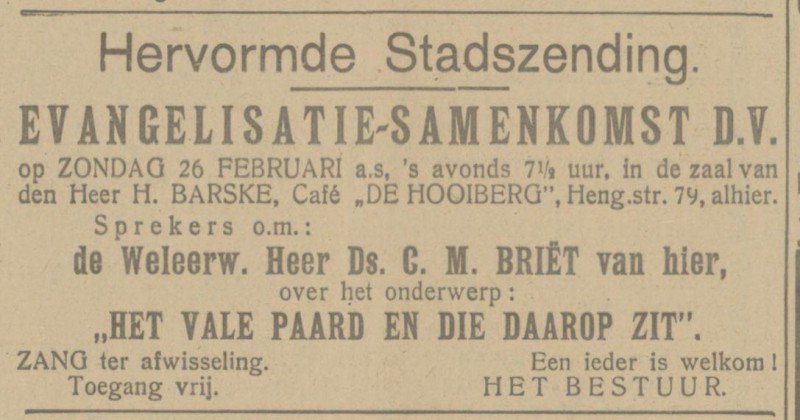 Hervormde Stadszending.
EVANGELISATIE-SAMENKOMST D.V.
op ZONDAG 26 FEBRUARI a.s, 's avonds 7½ uur, in de zaal van
den Heer H. BARSKE, Café „DE HOOIBERG", Heng.str. 79, alhier.
Sprekers o.m.:
de Weleerw. Heer Ds. C. M. BRIËT van hier,
over het onderwerp:
„HET VALE PAARD EN DIE DAAROP ZIT".
ZANG ter afwisseling. Een ieder is welkom!
Toegang vrij. HET BESTUUR.